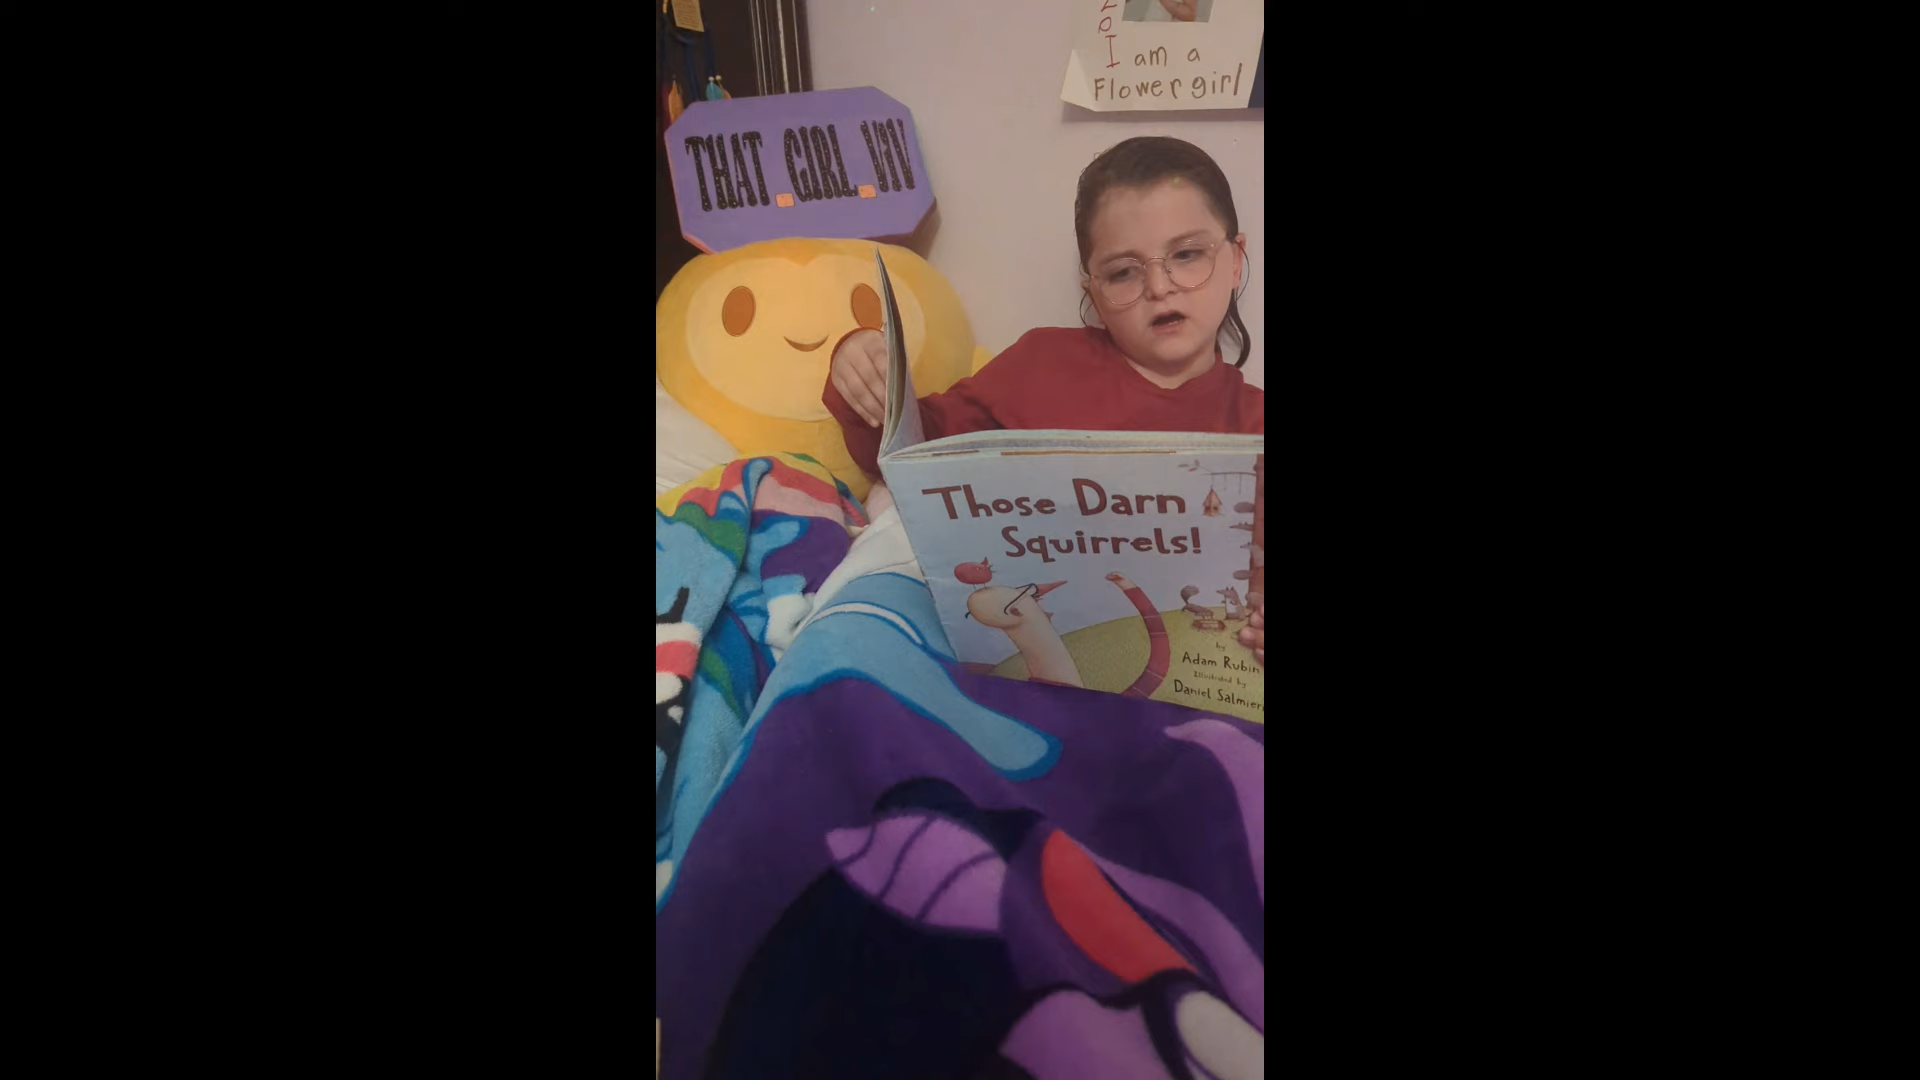 I am a
Flower girl
THAT_GIRL_VIV
Those Darn
Squirrels!
by
Adam Rubin
Illustrated by
Daniel Salmieri